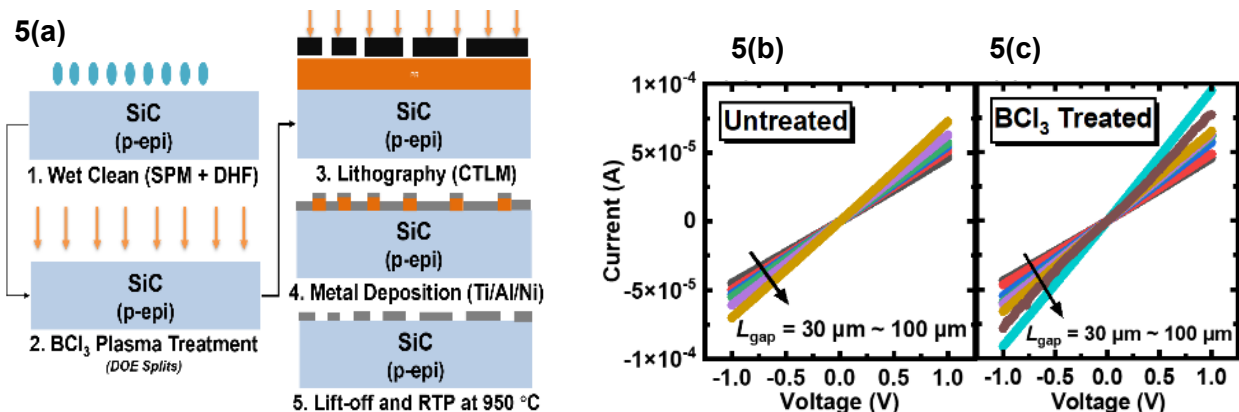 5(a)
SiC
(p-epi)
1. Wet Clean (SPM + DHF)
SiC
(p-epi)
2. BCl₃ Plasma Treatment
(DOE Splits)
SiC
(p-epi)
3. Lithography (CTLM)
SiC
(p-epi)
4. Metal Deposition (Ti/Al/Ni)
SiC
(p-epi)
5. Lift-off and RTP at 950 °C
5(b)
5(c)
Current (A)
1×10⁻⁴
5×10⁻⁵
0
-5×10⁻⁵
-1×10⁻⁴
Untreated
L_gap = 30 μm ~ 100 μm
-1.0 -0.5 0.0 0.5 1.0
Voltage (V)
BCl₃ Treated
L_gap = 30 μm ~ 100 μm
-1.0 -0.5 0.0 0.5 1.0
Voltage (V)